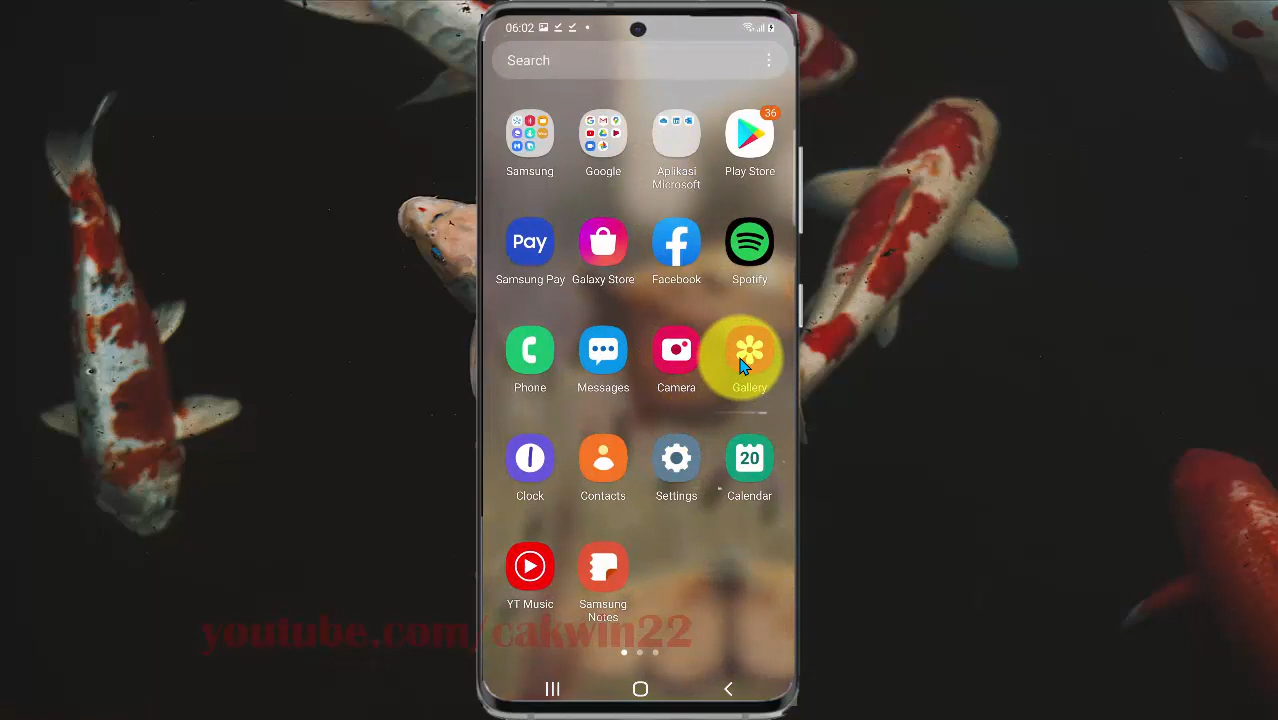 06:02
Search
36
Samsung
Google
Aplikasi
Microsoft
Play Store
Pay
Samsung Pay
Galaxy Store
Facebook
Spotify
Phone
Messages
Camera
Gallery
20
Clock
Contacts
Settings
Calendar
YT Music
Samsung
Notes
youtube.com/cakwin22